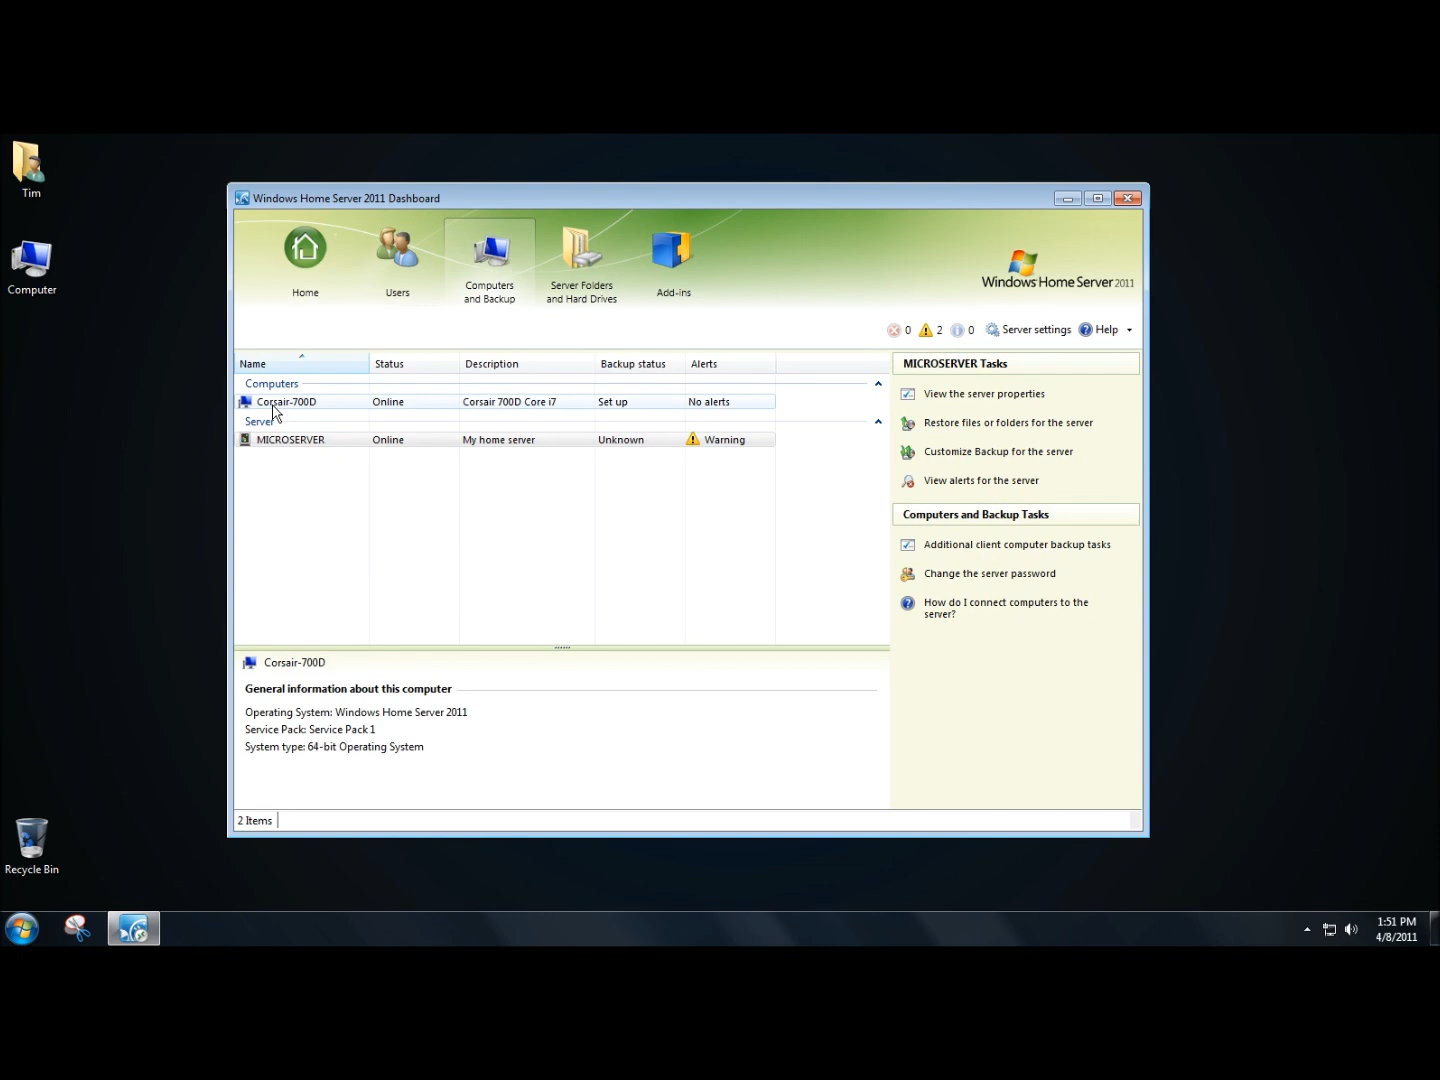 Tim
Computer
Recycle Bin
Windows Home Server 2011 Dashboard
Home
Users
Computers
and Backup
Server Folders
and Hard Drives
Add-ins
Windows Home Server 2011
0 2 0 Server settings Help
Name Status Description Backup status Alerts
Computers
Corsair-700D Online Corsair 700D Core i7 Set up No alerts
Server
MICROSERVER Online My home server Unknown Warning
MICROSERVER Tasks
View the server properties
Restore files or folders for the server
Customize Backup for the server
View alerts for the server
Computers and Backup Tasks
Additional client computer backup tasks
Change the server password
How do I connect computers to the
server?
Corsair-700D
General information about this computer
Operating System: Windows Home Server 2011
Service Pack: Service Pack 1
System type: 64-bit Operating System
2 Items
1:51 PM
4/8/2011